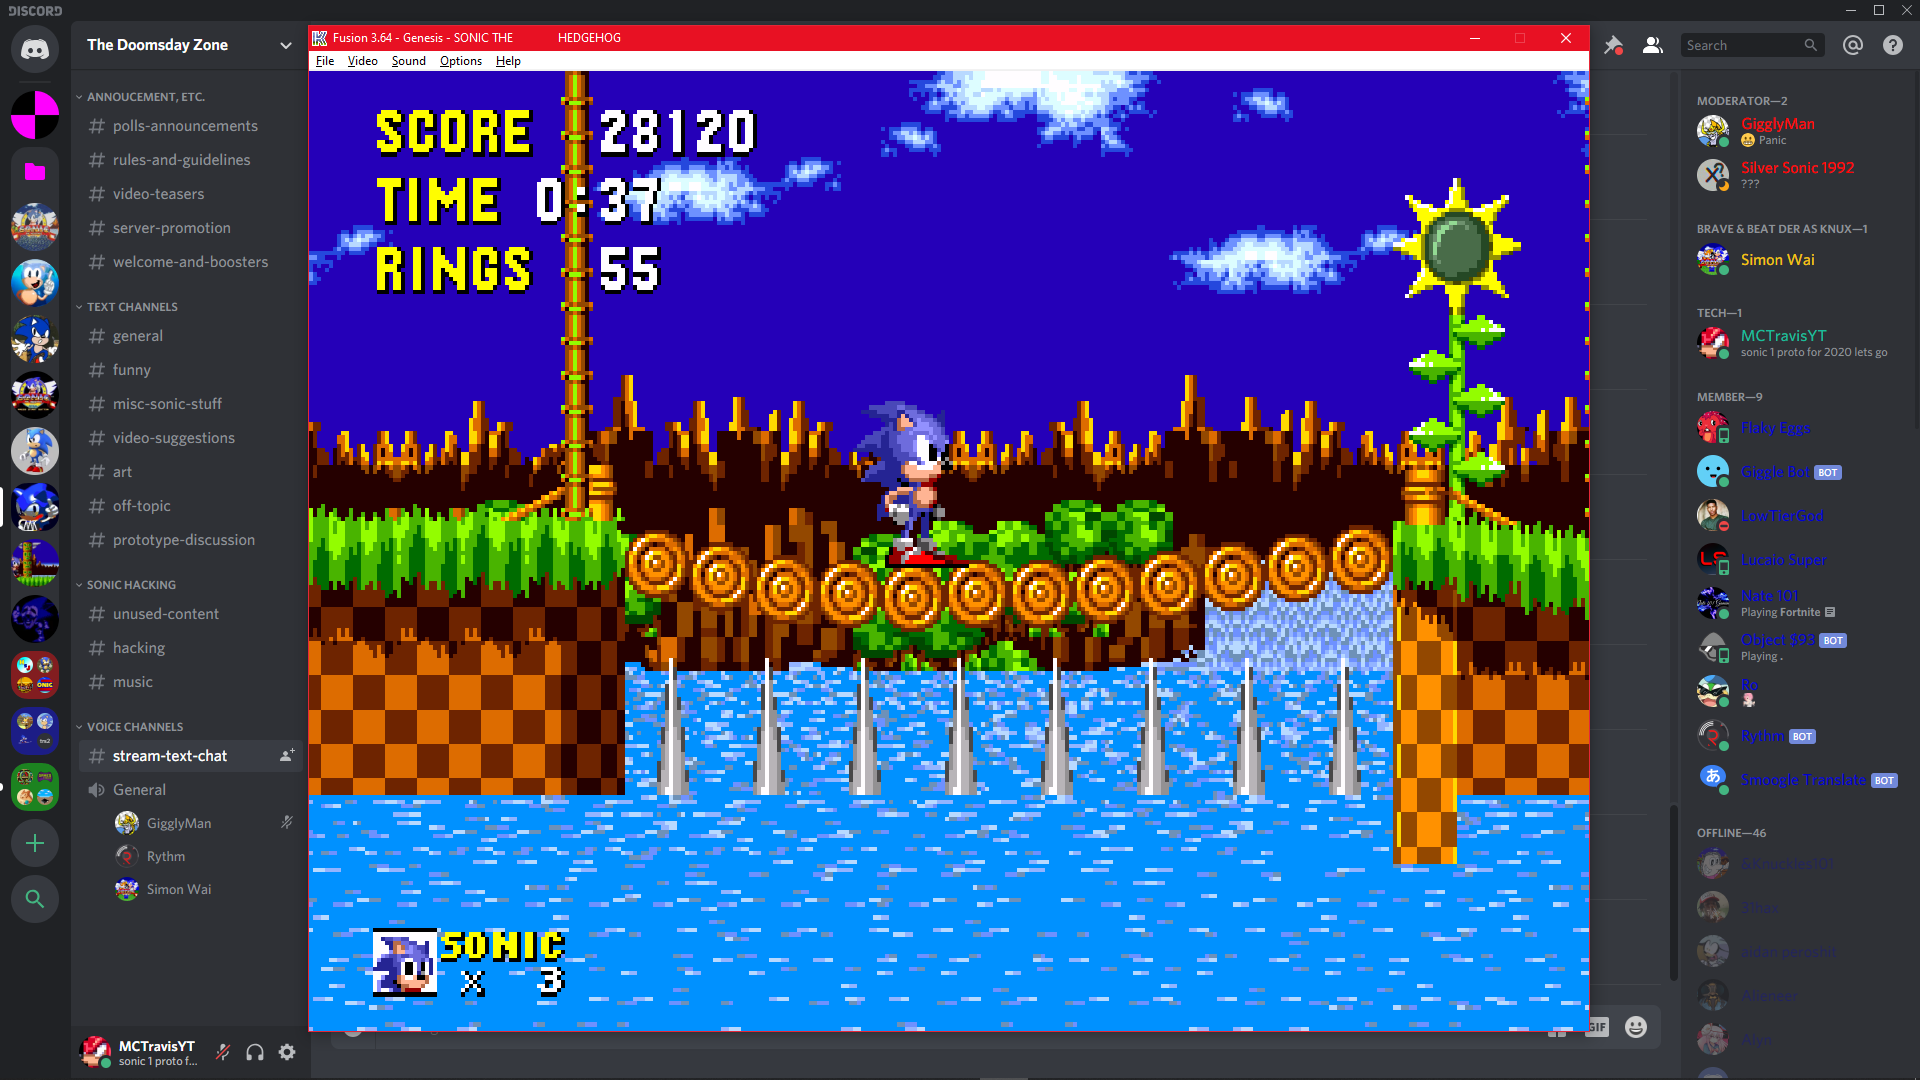 DISCORD
The Doomsday Zone
ANNOUCEMENT, ETC.
polls-announcements
rules-and-guidelines
video-teasers
server-promotion
welcome-and-boosters
TEXT CHANNELS
general
funny
misc-sonic-stuff
video-suggestions
art
off-topic
prototype-discussion
SONIC HACKING
unused-content
hacking
music
VOICE CHANNELS
stream-text-chat
General
GigglyMan
Rythm
Simon Wai
MCTravisYT
sonic 1 proto f...
Fusion 3.64 - Genesis - SONIC THE HEDGEHOG
File Video Sound Options Help
SCORE 28120
TIME 0:37
RINGS 55
SONIC
X 3
GIF
Search
MODERATOR—2
GigglyMan
Panic
Silver Sonic 1992
???
BRAVE & BEAT DER AS KNUX—1
Simon Wai
TECH—1
MCTravisYT
sonic 1 proto for 2020 lets go
MEMBER—9
Flaky Eggs
Giggle Bot BOT
LowTierGod
Lucaio Super
Nate 101
Playing Fortnite
Object $93 BOT
Playing .
Ro
Rythm BOT
Smoogle Translate BOT
OFFLINE—46
&Knuckles101